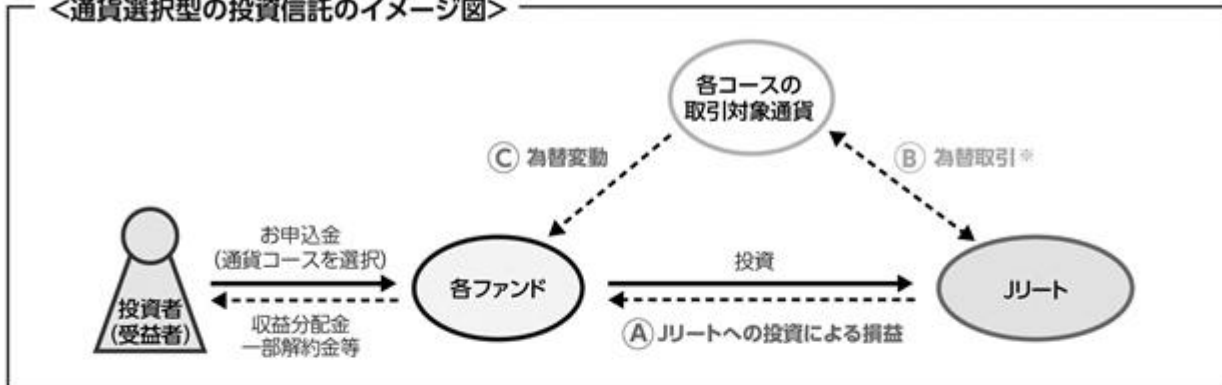 <通貨選択型の投資信託のイメージ図>
各コースの
取引対象通貨
Ⓒ 為替変動
Ⓑ 為替取引※
お申込金
(通貨コースを選択)
投資者
(受益者)
収益分配金
一部解約金等
各ファンド
投資
Jリート
Ⓐ Jリートへの投資による損益